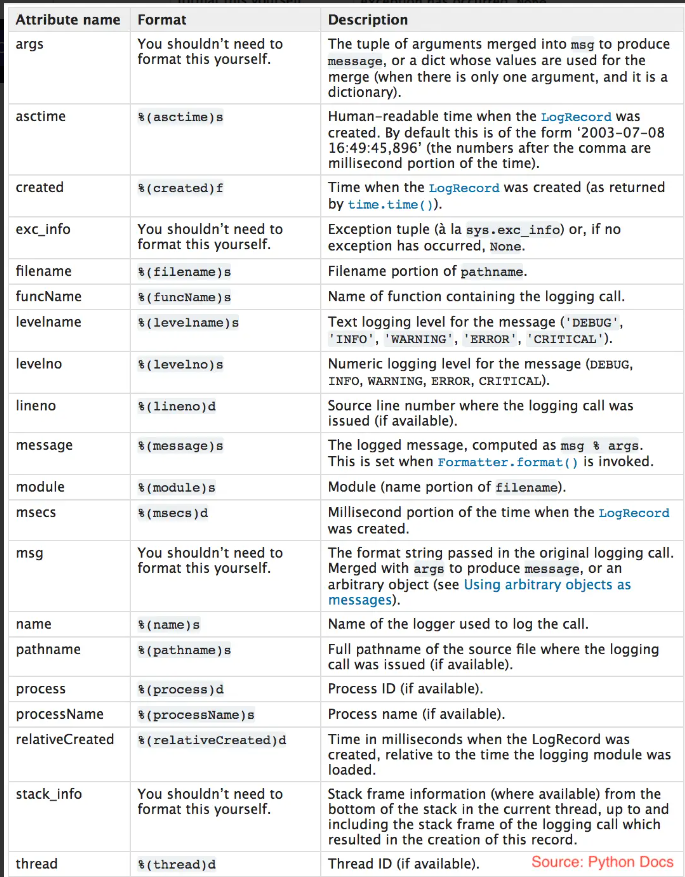 Attribute name Format Description
args You shouldn’t need to The tuple of arguments merged into msg to produce
format this yourself. message, or a dict whose values are used for the
merge (when there is only one argument, and it is a
dictionary).
asctime %(asctime)s Human-readable time when the LogRecord was
created. By default this is of the form ‘2003-07-08
16:49:45,896’ (the numbers after the comma are
millisecond portion of the time).
created %(created)f Time when the LogRecord was created (as returned
by time.time()).
exc_info You shouldn’t need to Exception tuple (à la sys.exc_info) or, if no
format this yourself. exception has occurred, None.
filename %(filename)s Filename portion of pathname.
funcName %(funcName)s Name of function containing the logging call.
levelname %(levelname)s Text logging level for the message ('DEBUG',
'INFO', 'WARNING', 'ERROR', 'CRITICAL').
levelno %(levelno)s Numeric logging level for the message (DEBUG,
INFO, WARNING, ERROR, CRITICAL).
lineno %(lineno)d Source line number where the logging call was
issued (if available).
message %(message)s The logged message, computed as msg % args.
This is set when Formatter.format() is invoked.
module %(module)s Module (name portion of filename).
msecs %(msecs)d Millisecond portion of the time when the LogRecord
was created.
msg You shouldn’t need to The format string passed in the original logging call.
format this yourself. Merged with args to produce message, or an
arbitrary object (see Using arbitrary objects as
messages).
name %(name)s Name of the logger used to log the call.
pathname %(pathname)s Full pathname of the source file where the logging
call was issued (if available).
process %(process)d Process ID (if available).
processName %(processName)s Process name (if available).
relativeCreated %(relativeCreated)d Time in milliseconds when the LogRecord was
created, relative to the time the logging module was
loaded.
stack_info You shouldn’t need to Stack frame information (where available) from the
format this yourself. bottom of the stack in the current thread, up to and
including the stack frame of the logging call which
resulted in the creation of this record.
thread %(thread)d Thread ID (if available). Source: Python Docs